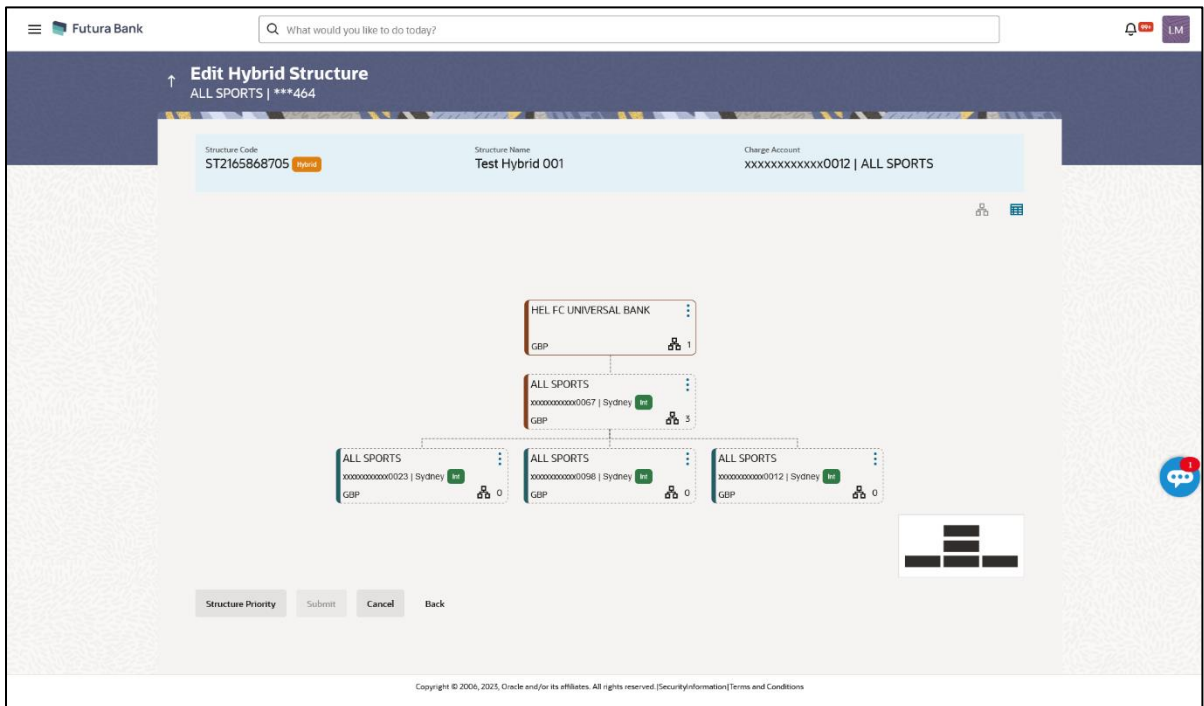 Futura Bank
What would you like to do today?
99+
LM
Edit Hybrid Structure
ALL SPORTS | ***464
Structure Code
ST2165868705 Hybrid
Structure Name
Test Hybrid 001
Charge Account
xxxxxxxxxxxx0012 | ALL SPORTS
HEL FC UNIVERSAL BANK
GBP 1
ALL SPORTS
xxxxxxxxxxxx0067 | Sydney Int
GBP 3
ALL SPORTS
xxxxxxxxxxxx0023 | Sydney Int
GBP 0
ALL SPORTS
xxxxxxxxxxxx0098 | Sydney Int
GBP 0
ALL SPORTS
xxxxxxxxxxxx0012 | Sydney Int
GBP 0
1
Structure Priority Submit Cancel Back
Copyright © 2006, 2023, Oracle and/or its affiliates. All rights reserved.|SecurityInformation|Terms and Conditions